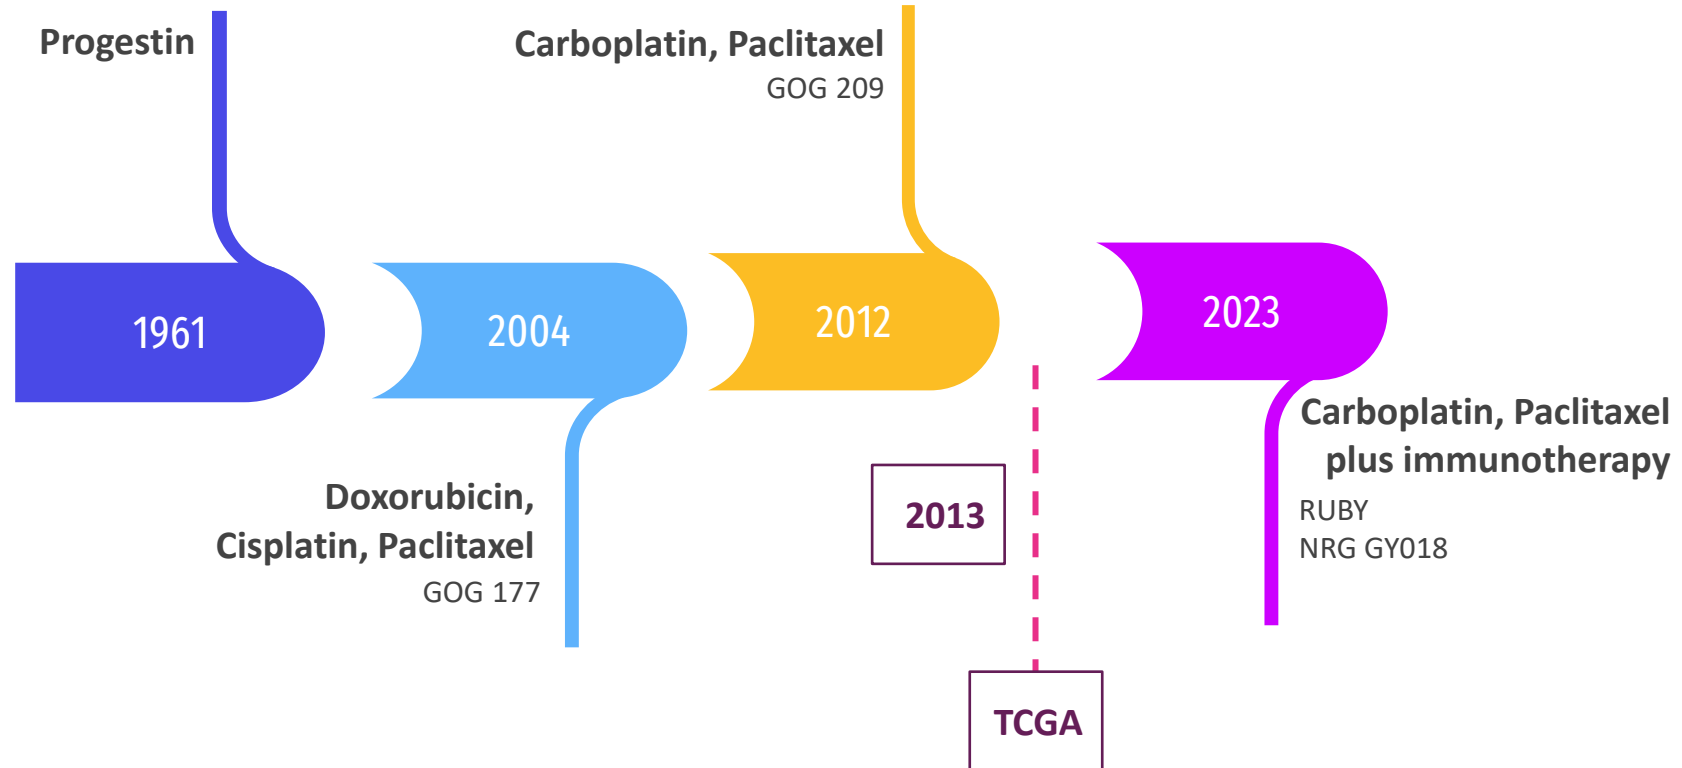 Progestin
Carboplatin, Paclitaxel
GOG 209
1961
2004
2012
2023
Doxorubicin,
Cisplatin, Paclitaxel
GOG 177
2013
TCGA
Carboplatin, Paclitaxel
plus immunotherapy
RUBY
NRG GY018